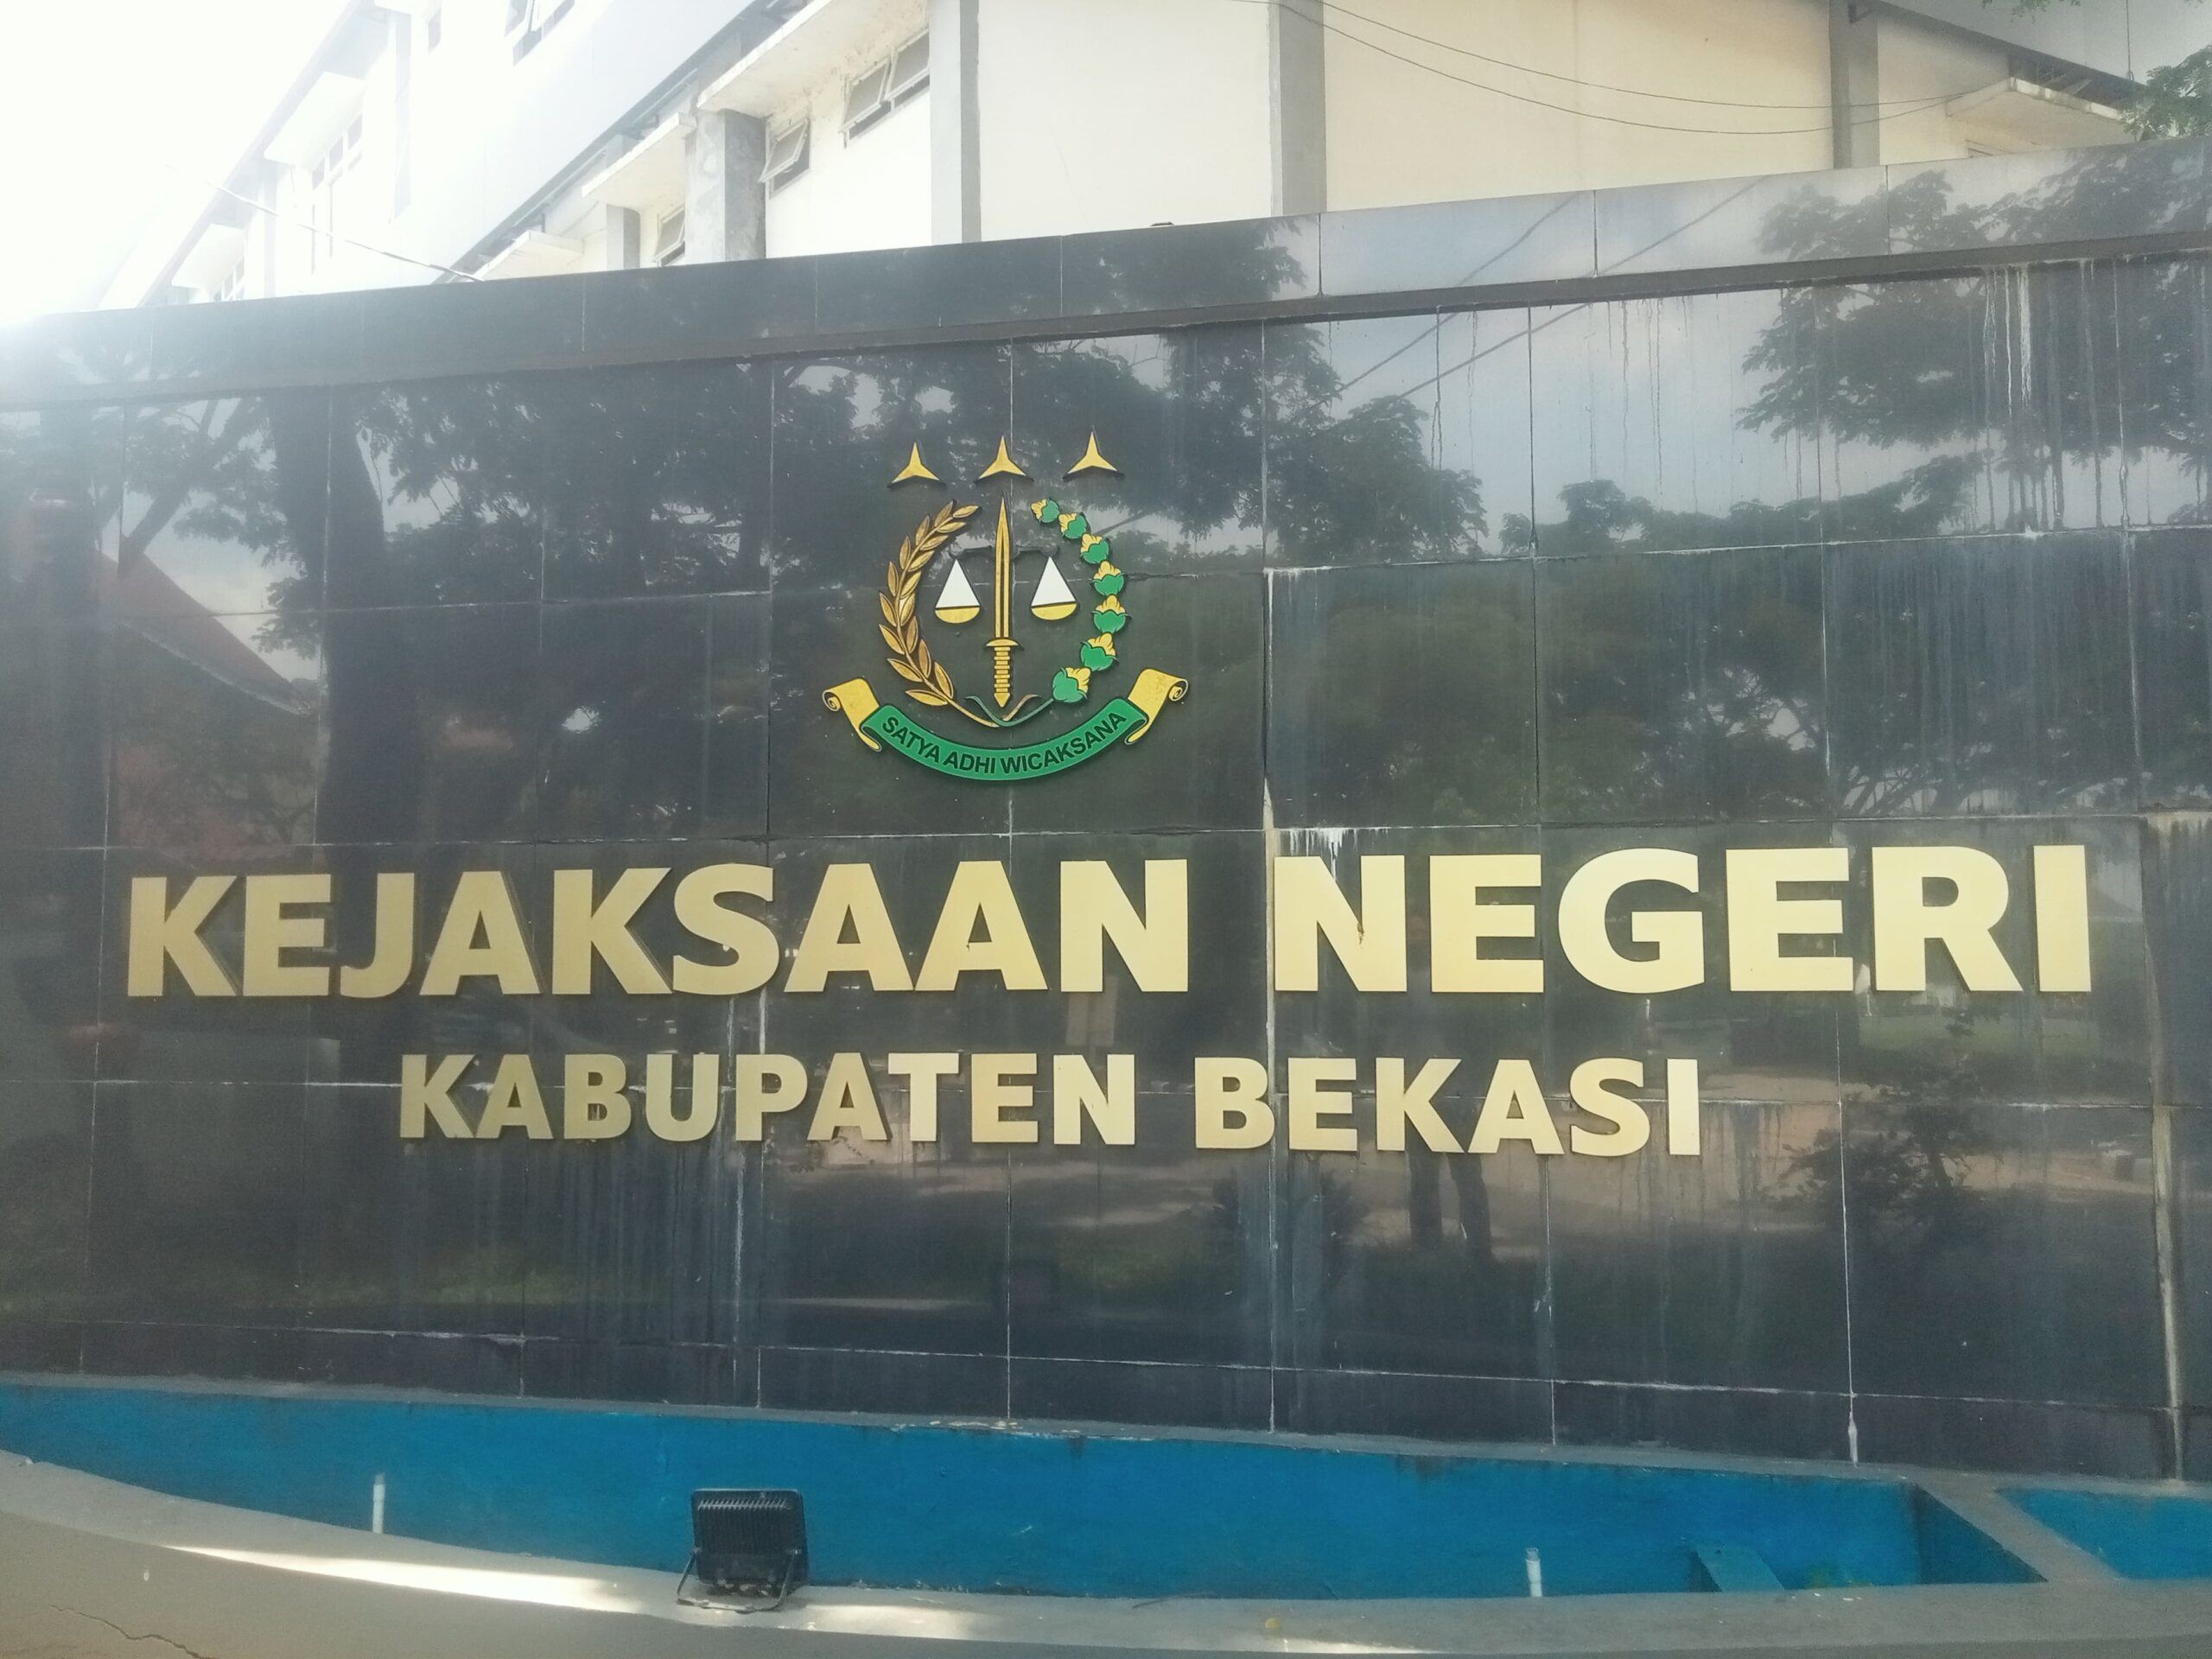 SATYA ADHI WICAKSANA
KEJAKSAAN NEGERI
KABUPATEN BEKASI